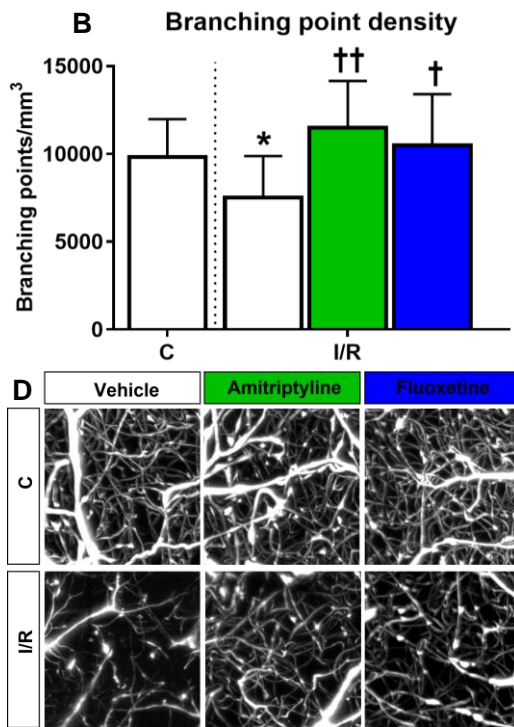 B Branching point density
Branching points/mm³
15000
10000
5000
0
*
††
†
C I/R
D Vehicle Amitriptyline Fluoxetine
C
I/R